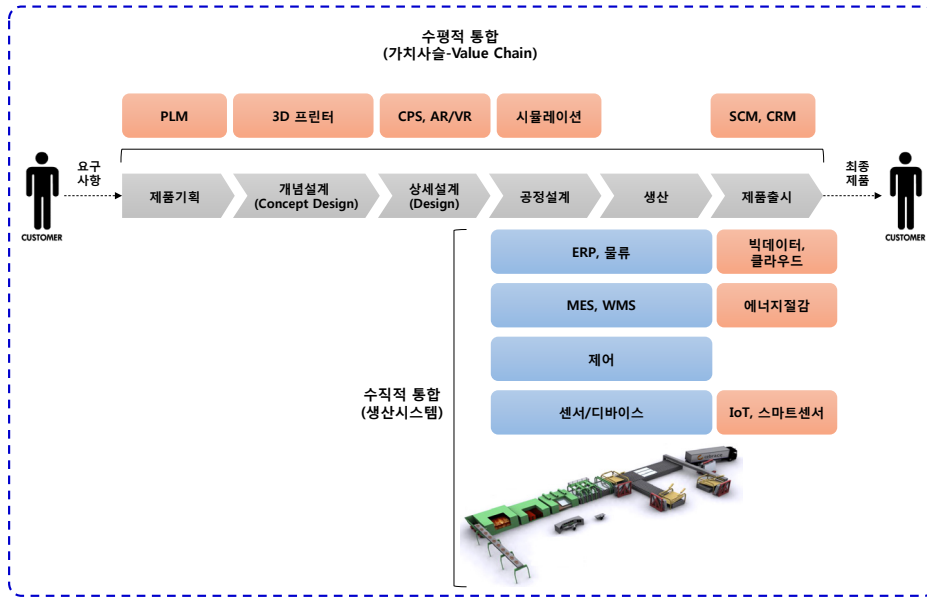 수평적 통합
(가치사슬-Value Chain)
PLM
3D 프린터
CPS, AR/VR
시뮬레이션
SCM, CRM
요구
사항
제품기획
개념설계
(Concept Design)
상세설계
(Design)
공정설계
생산
제품출시
최종
제품
CUSTOMER
CUSTOMER
ERP, 물류
빅데이터,
클라우드
MES, WMS
에너지절감
제어
수직적 통합
(생산시스템)
센서/디바이스
IoT, 스마트센서